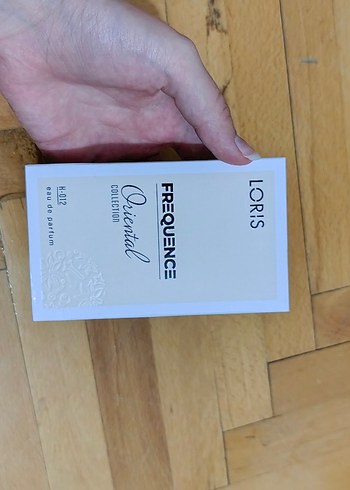 LORIS
FREQUENCE
Oriental
COLLECTION
H-012
eau de parfum